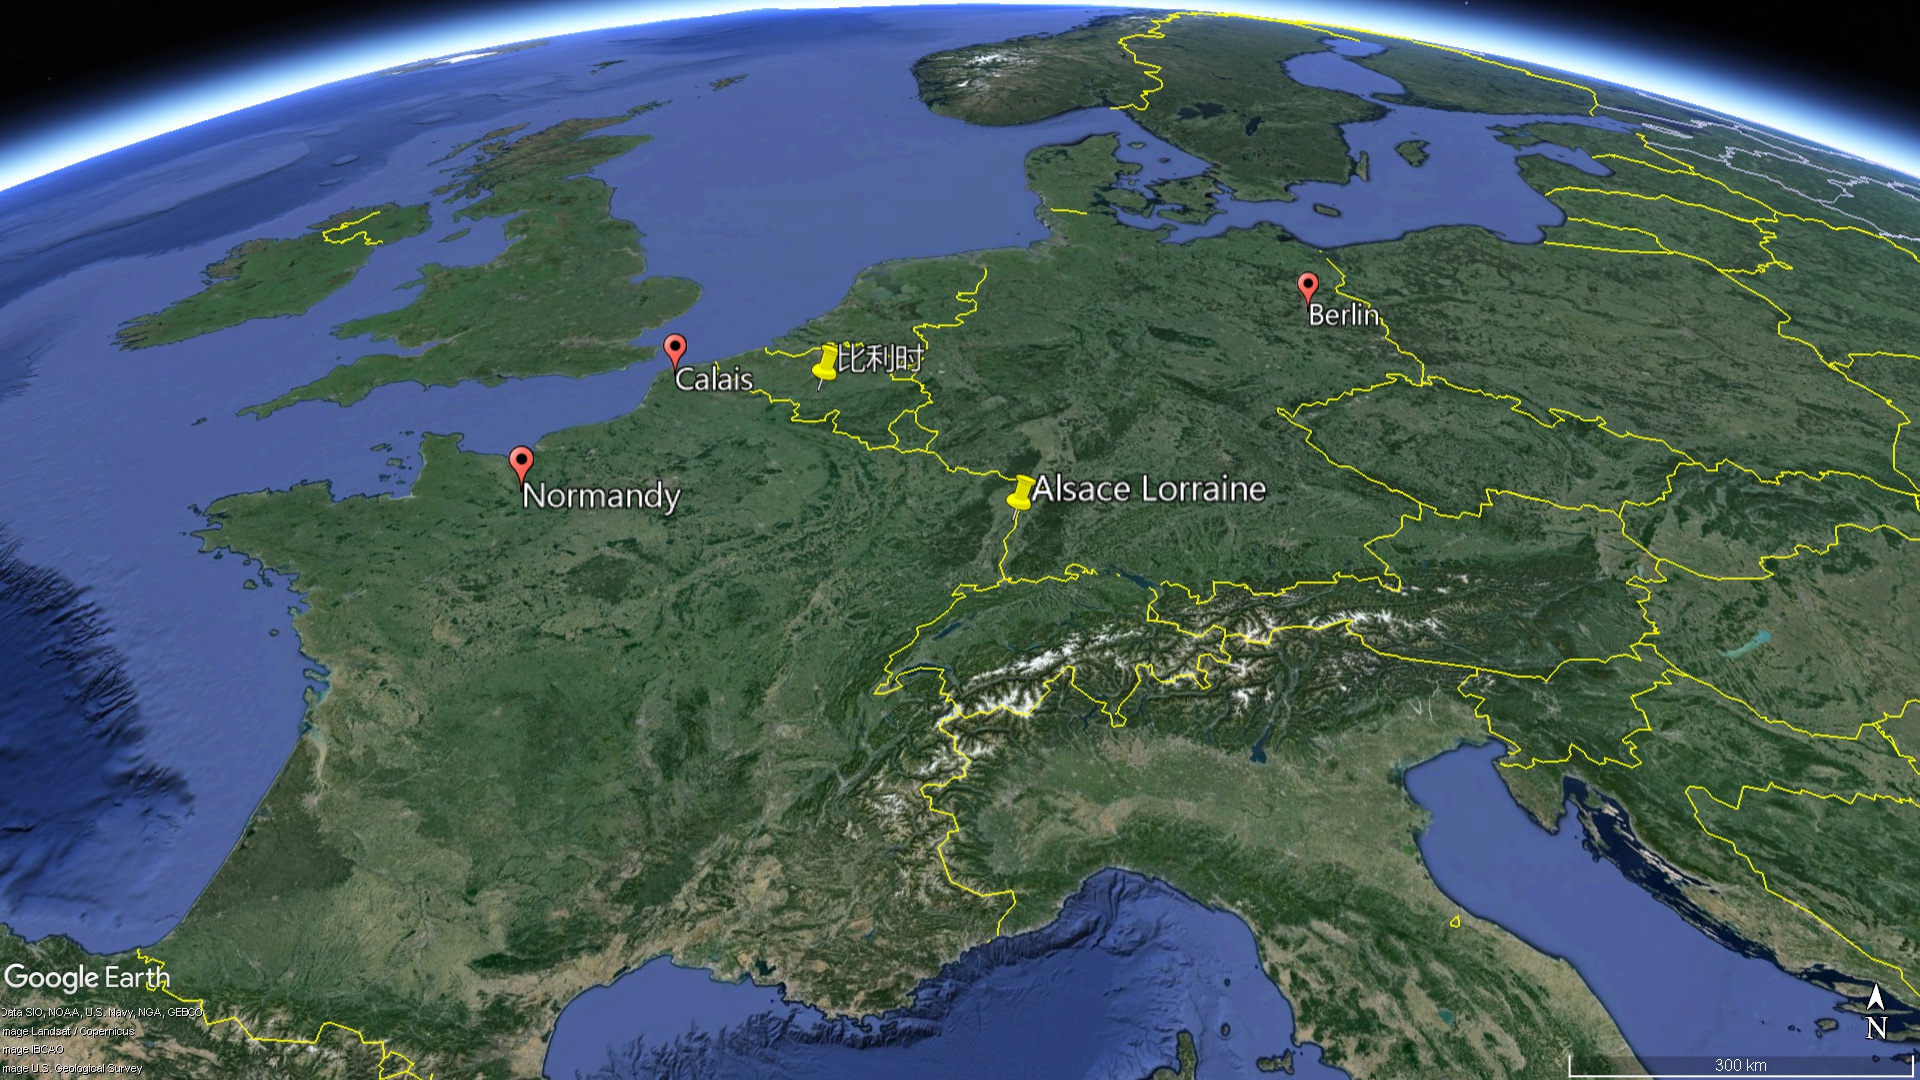 Berlin
比利时
Calais
Alsace Lorraine
Normandy
Google Earth
Data SIO, NOAA, U.S. Navy, NGA, GEBCO
mage Landsat / Copernicus
mage IBCAO
mage U.S. Geological Survey
N
300 km